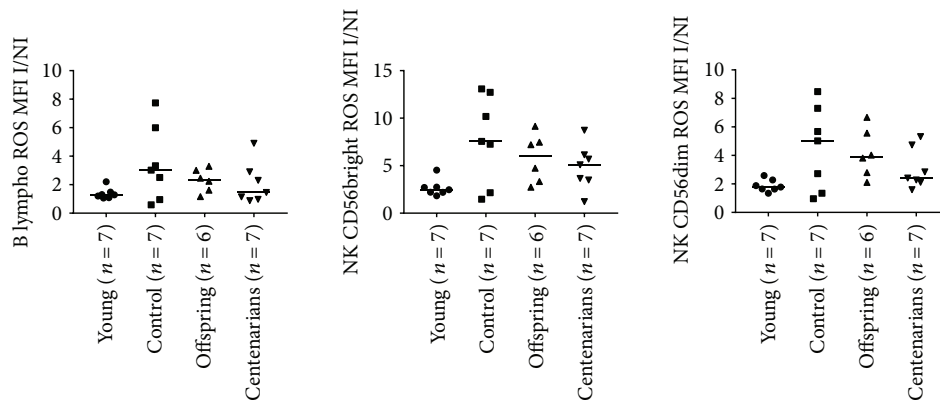 B lympho ROS MFI I/NI
10
8
6
4
2
0
Young (n = 7)
Control (n = 7)
Offspring (n = 6)
Centenarians (n = 7)
NK CD56bright ROS MFI I/NI
15
10
5
0
Young (n = 7)
Control (n = 7)
Offspring (n = 6)
Centenarians (n = 7)
NK CD56dim ROS MFI I/NI
10
8
6
4
2
0
Young (n = 7)
Control (n = 7)
Offspring (n = 6)
Centenarians (n = 7)